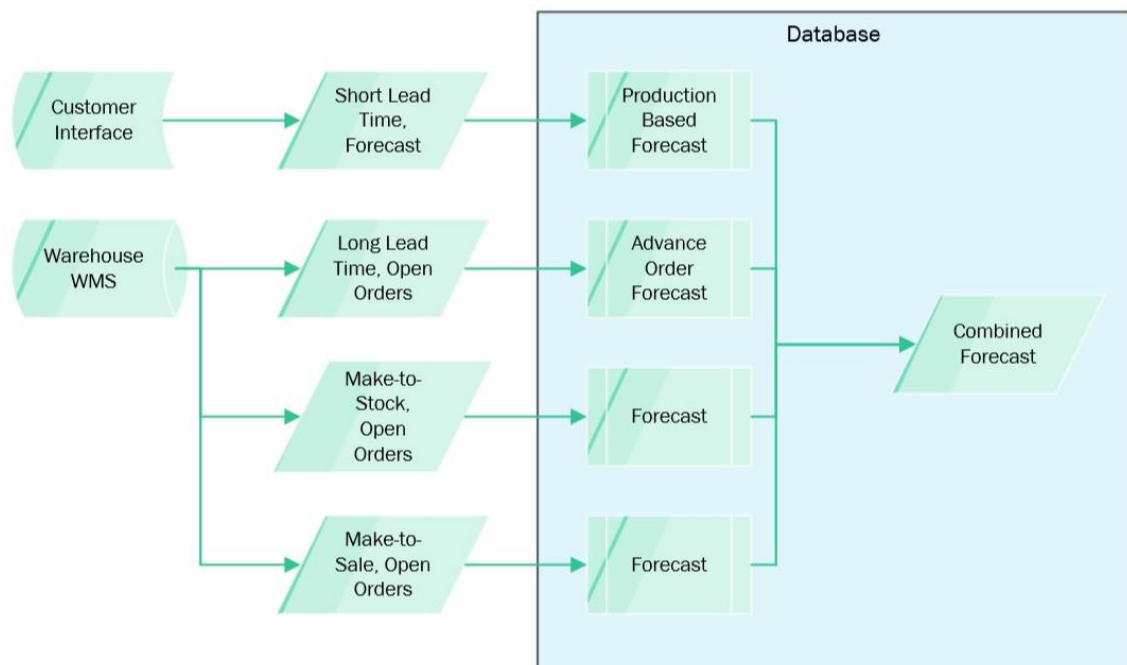 Database
Customer
Interface
Short Lead
Time,
Forecast
Production
Based
Forecast
Warehouse
WMS
Long Lead
Time, Open
Orders
Advance
Order
Forecast
Combined
Forecast
Make-to-
Stock,
Open
Orders
Forecast
Make-to-
Sale, Open
Orders
Forecast